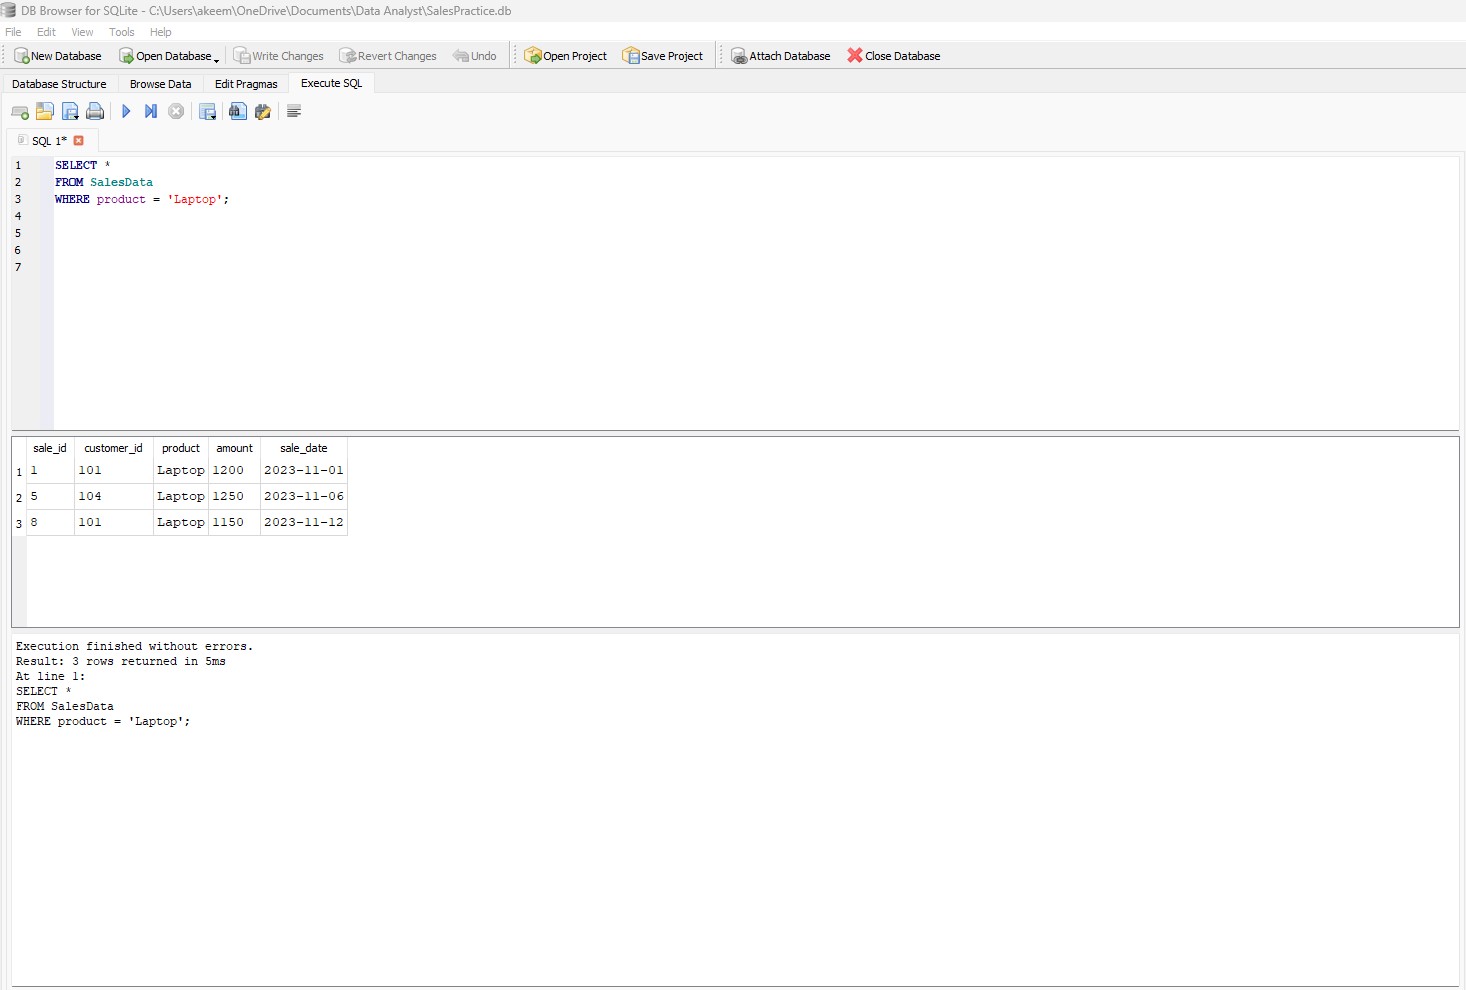 DB Browser for SQLite - C:\Users\akeem\OneDrive\Documents\Data Analyst\SalesPractice.db
File Edit View Tools Help
New Database Open Database Write Changes Revert Changes Undo Open Project Save Project Attach Database Close Database
Database Structure Browse Data Edit Pragmas Execute SQL
SQL 1*
1 SELECT *
2 FROM SalesData
3 WHERE product = 'Laptop';
4
5
6
7
sale_id customer_id product amount sale_date
1 1 101 Laptop 1200 2023-11-01
2 5 104 Laptop 1250 2023-11-06
3 8 101 Laptop 1150 2023-11-12
Execution finished without errors.
Result: 3 rows returned in 5ms
At line 1:
SELECT *
FROM SalesData
WHERE product = 'Laptop';